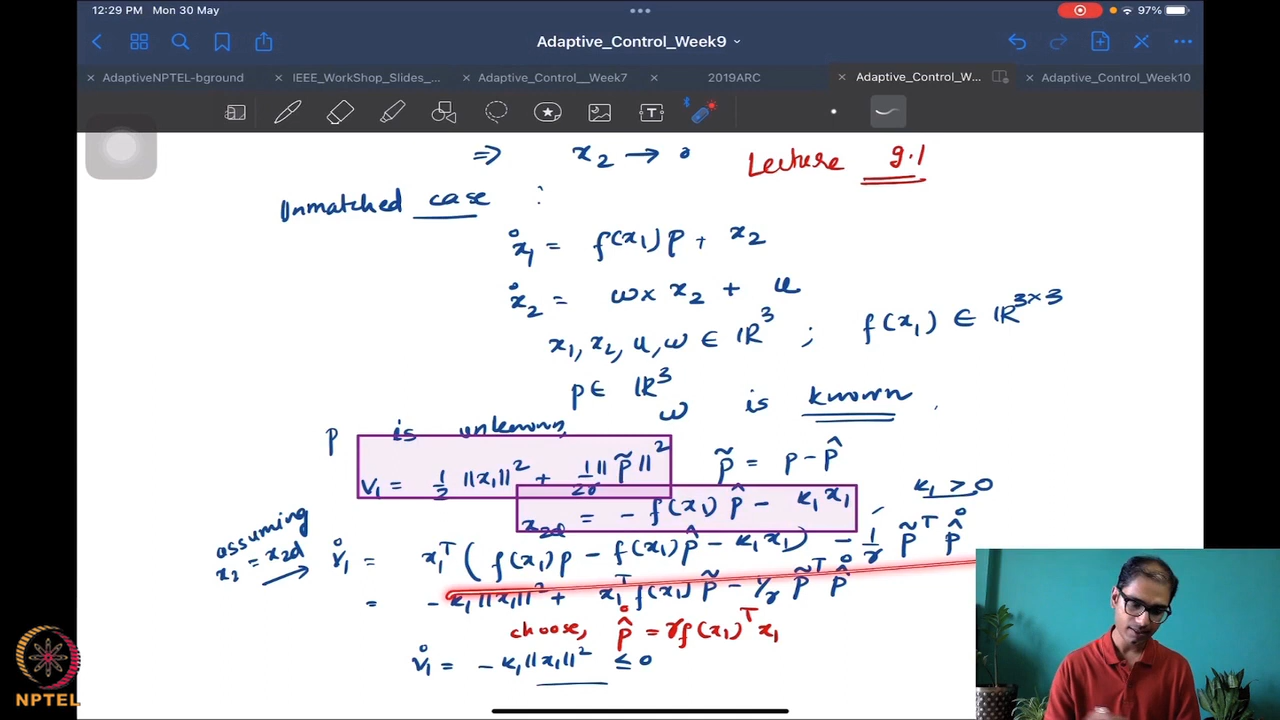 12:29 PM Mon 30 May
97%
Adaptive_Control_Week9
AdaptiveNPTEL-bground
IEEE_WorkShop_Slides_...
Adaptive_Control__Week7
2019ARC
Adaptive_Control_W...
Adaptive_Control_Week10
⇒ x₂ → 0 Lecture 9.1
Unmatched case :
ẋ₁ = f(x₁)p + x₂
ẋ₂ = ω× x₂ + u
x₁, x₂, u, ω ∈ ℝ³ ; f(x₁) ∈ ℝ³ˣ³
p ∈ ℝ³
ω is known.
p is unknown,
V₁ = ½ ||x₁||² + 1/2γ ||p̃||² p̃ = p - p̂
x₂d = - f(x₁) p̂ - k₁x₁ k₁ > 0
assuming
x₂ = x₂d
V̇₁ = x₁ᵀ ( f(x₁)p - f(x₁)p̂ - k₁x₁) - 1/γ p̃ᵀ p̂̇
= - k₁||x₁||² + x₁ᵀ f(x₁) p̃ - 1/γ p̃ᵀ p̂̇
choose, p̂̇ = γf(x₁)ᵀ x₁
V̇₁ = - k₁||x₁||² ≤ 0
NPTEL